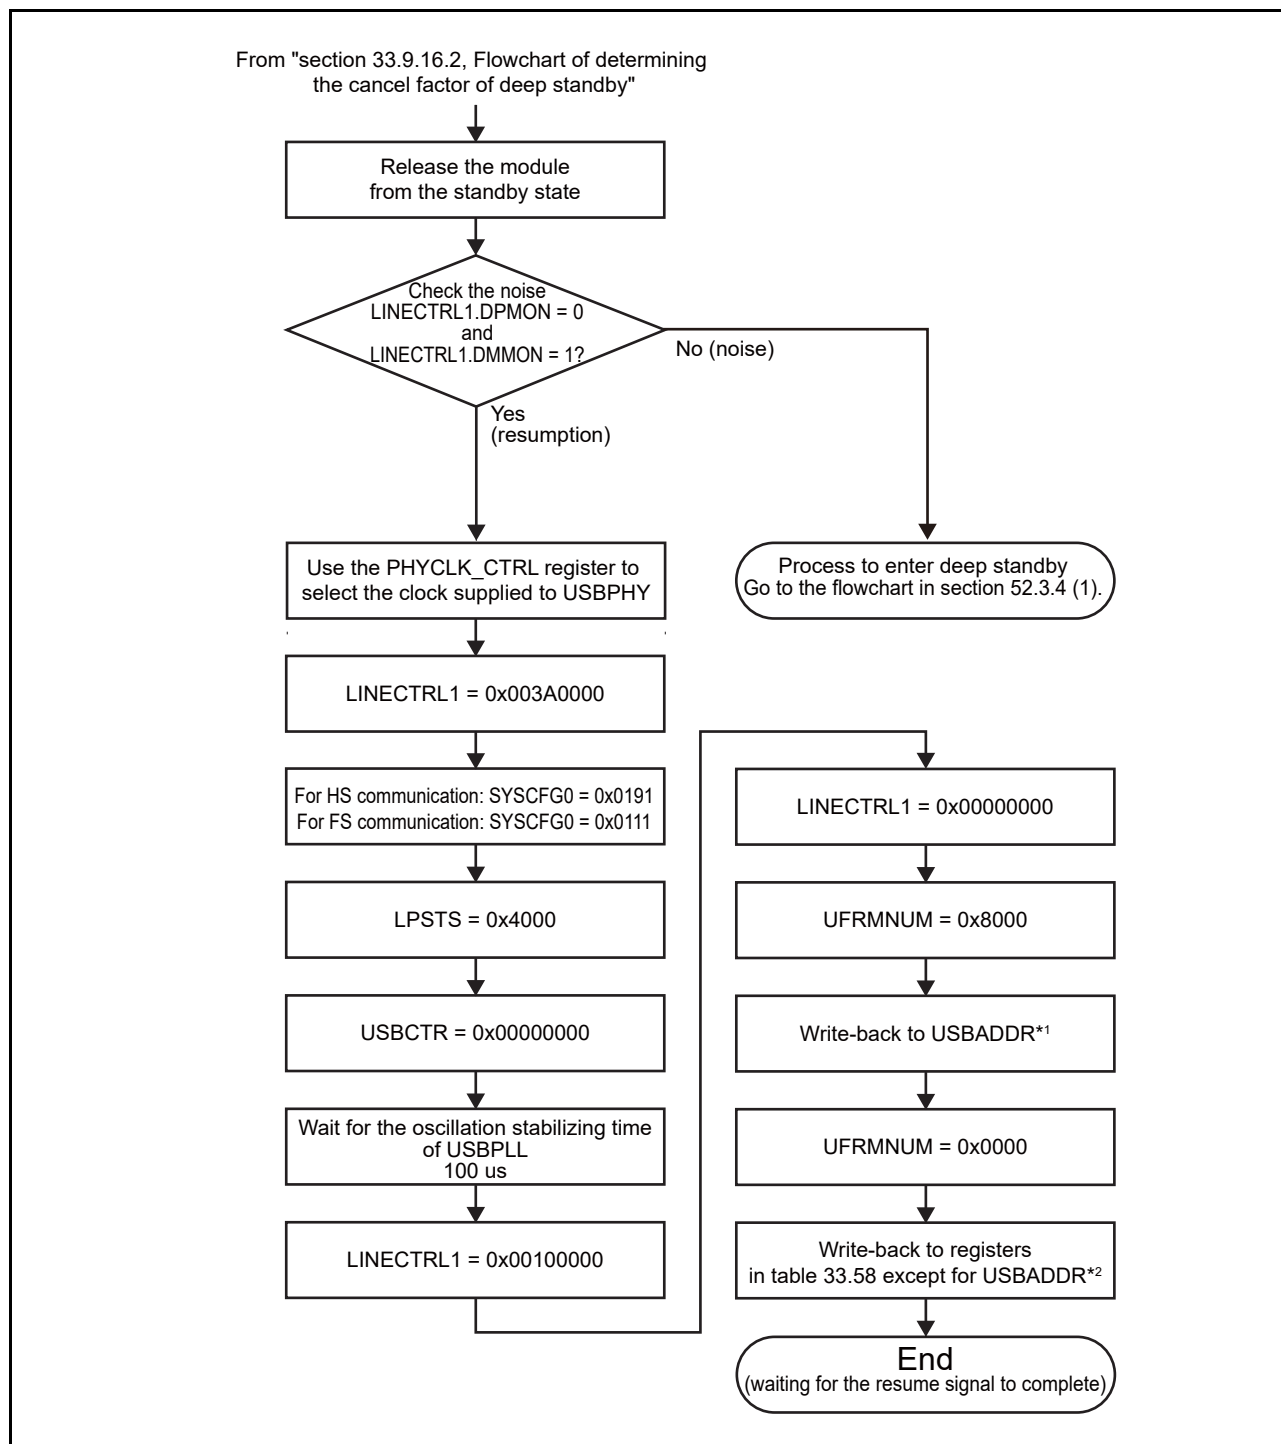 From "section 33.9.16.2, Flowchart of determining
the cancel factor of deep standby"
Release the module
from the standby state
Check the noise
LINECTRL1.DPMON = 0
and
LINECTRL1.DMMON = 1?
No (noise)
Yes
(resumption)
Use the PHYCLK_CTRL register to
select the clock supplied to USBPHY
Process to enter deep standby
Go to the flowchart in section 52.3.4 (1).
LINECTRL1 = 0x003A0000
For HS communication: SYSCFG0 = 0x0191
For FS communication: SYSCFG0 = 0x0111
LPSTS = 0x4000
USBCTR = 0x00000000
Wait for the oscillation stabilizing time
of USBPLL
100 us
LINECTRL1 = 0x00100000
LINECTRL1 = 0x00000000
UFRMNUM = 0x8000
Write-back to USBADDR*1
UFRMNUM = 0x0000
Write-back to registers
in table 33.58 except for USBADDR*2
End
(waiting for the resume signal to complete)